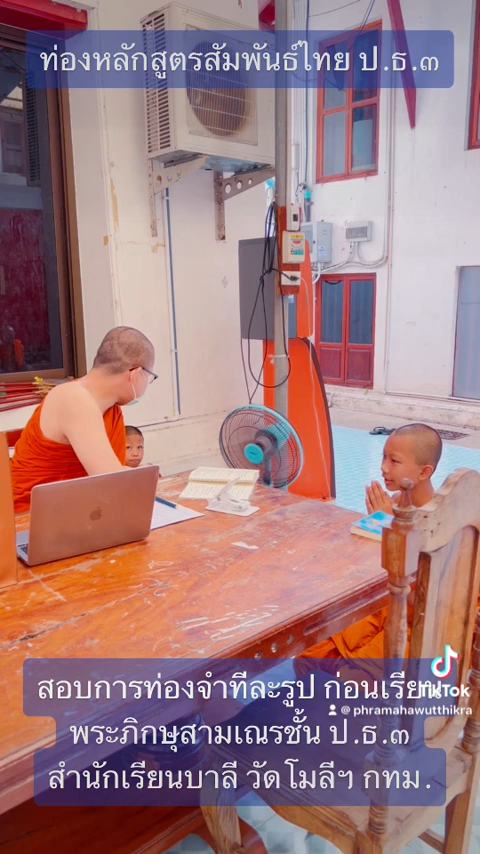 ท่องหลักสูตรสัมพันธ์ไทย ป.ธ.๓
สอบการท่องจำทีละรูป ก่อนเรียน
TikTok
@phramahawutthikra
พระภิกษุสามเณรชั้น ป.ธ.๓
สำนักเรียนบาลี วัดโมลีฯ กทม.